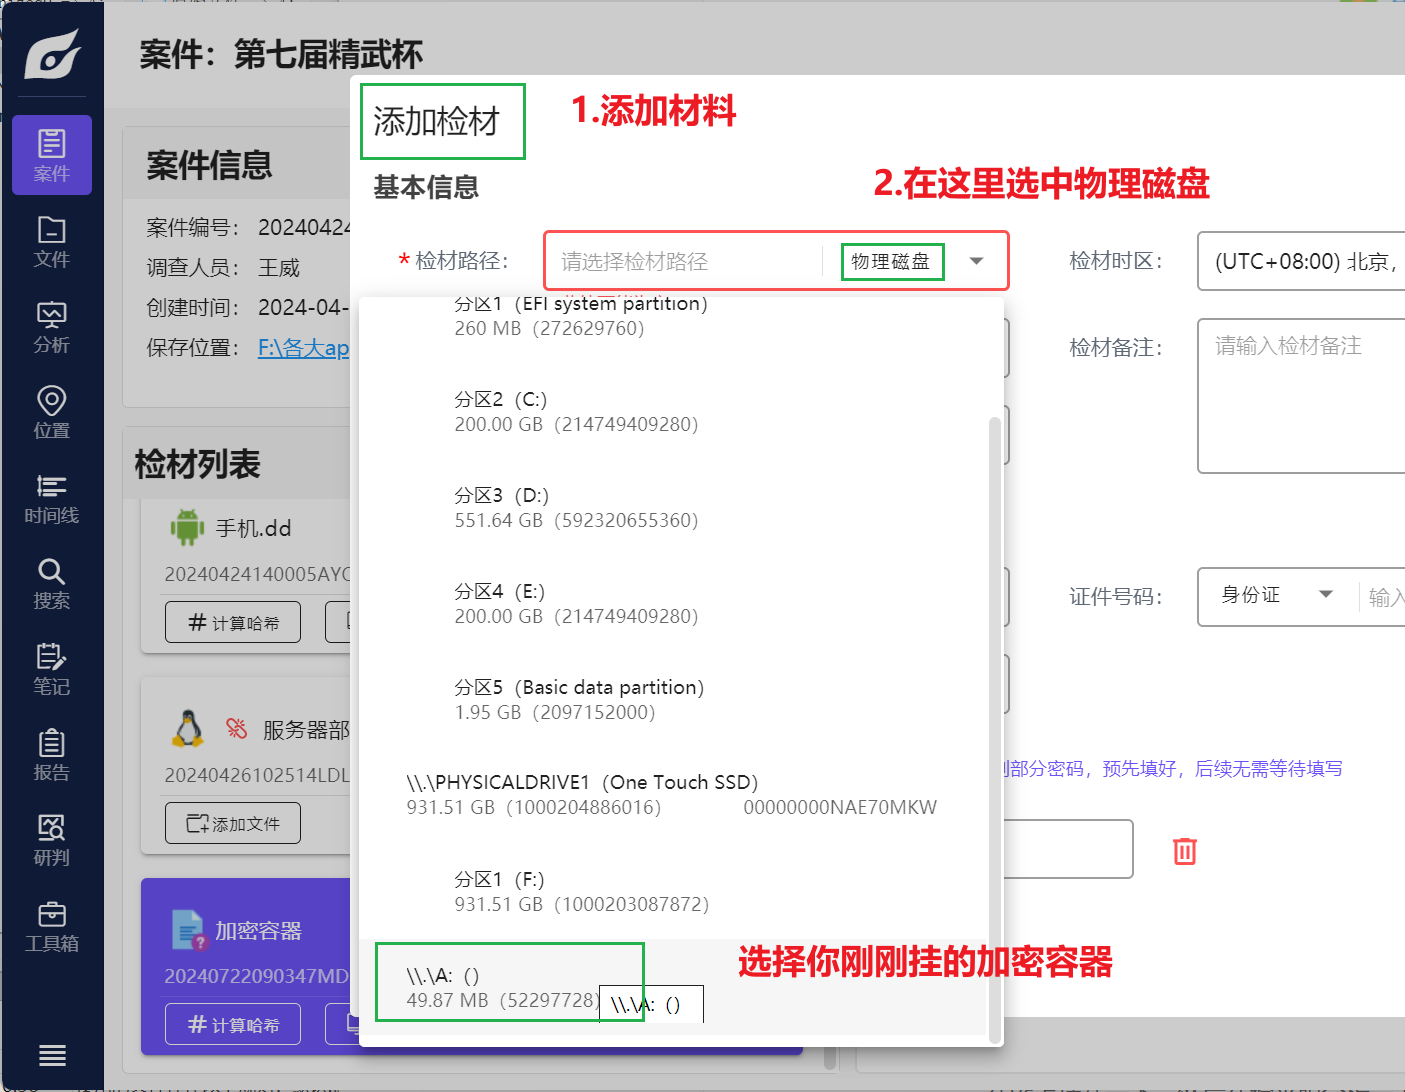 案件：第七届精武杯
案件
文件
分析
位置
时间线
搜索
笔记
报告
研判
工具箱
案件信息
案件编号： 20240424
调查人员： 王威
创建时间： 2024-04-
保存位置： F:\各大ap
检材列表
手机.dd
20240424140005AYC
# 计算哈希
服务器部
20240426102514LDL
添加文件
加密容器
20240722090347MD
# 计算哈希
添加检材
1.添加材料
基本信息
2.在这里选中物理磁盘
* 检材路径： 请选择检材路径 物理磁盘
检材时区： (UTC+08:00) 北京，
检材备注： 请输入检材备注
证件号码： 身份证 输入
部分密码，预先填好，后续无需等待填写
分区1（EFI system partition）
260 MB（272629760）
分区2（C:）
200.00 GB（214749409280）
分区3（D:）
551.64 GB（592320655360）
分区4（E:）
200.00 GB（214749409280）
分区5（Basic data partition）
1.95 GB（2097152000）
\\.\PHYSICALDRIVE1（One Touch SSD）
931.51 GB（1000204886016） 00000000NAE70MKW
分区1（F:）
931.51 GB（1000203087872）
\\.\A:（）
49.87 MB（52297728）
\\.\A:（）
选择你刚刚挂的加密容器